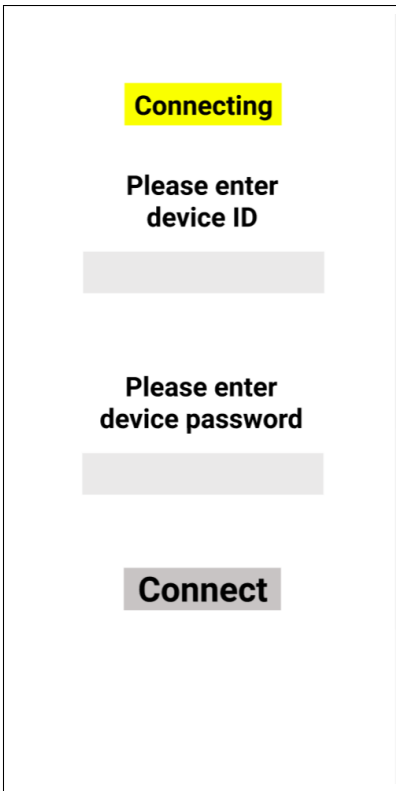 Connecting
Please enter
device ID
Please enter
device password
Connect